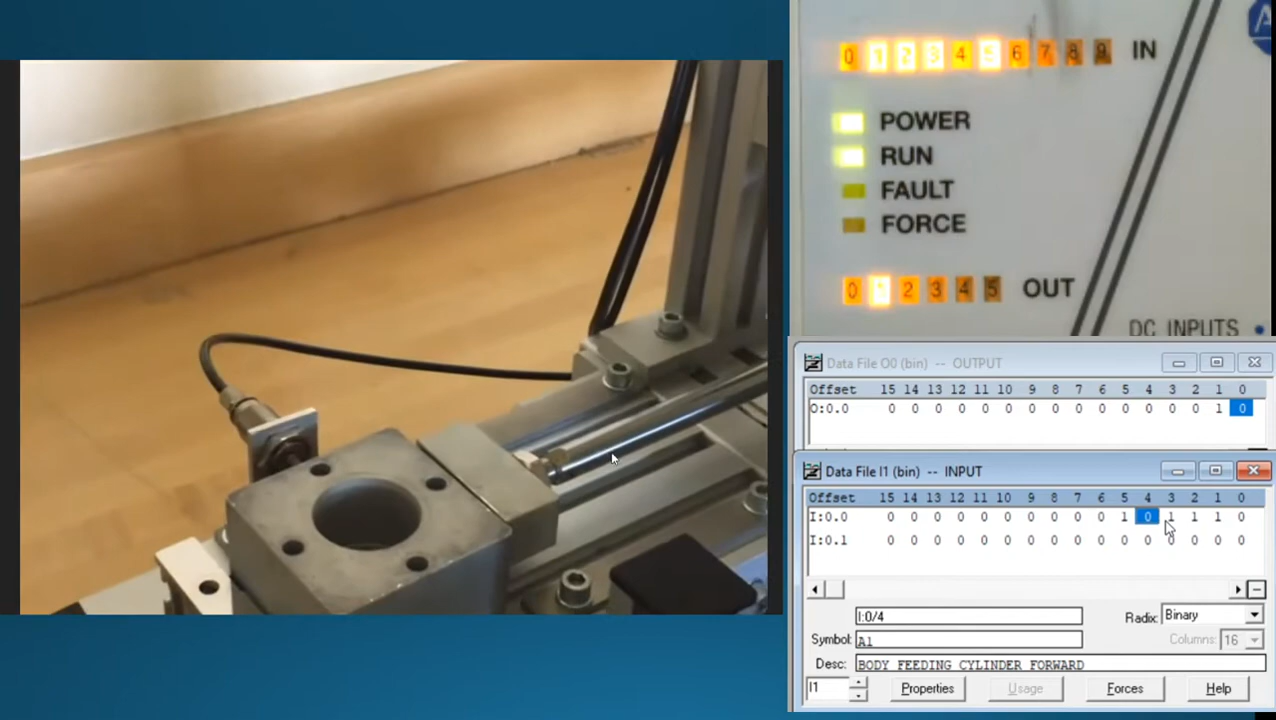 0 1 2 3 4 5 6 7 8 9 IN
POWER
RUN
FAULT
FORCE
0 1 2 3 4 5 OUT
DC INPUTS
Data File O0 (bin) -- OUTPUT
Offset 15 14 13 12 11 10 9 8 7 6 5 4 3 2 1 0
O:0.0 0 0 0 0 0 0 0 0 0 0 0 0 0 0 1 0
Data File I1 (bin) -- INPUT
Offset 15 14 13 12 11 10 9 8 7 6 5 4 3 2 1 0
I:0.0 0 0 0 0 0 0 0 0 0 0 1 0 1 1 1 0
I:0.1 0 0 0 0 0 0 0 0 0 0 0 0 0 0 0 0
I:0/4
Radix: Binary
Symbol: A1
Columns: 16
Desc: BODY FEEDING CYLINDER FORWARD
I1
Properties Usage Forces Help